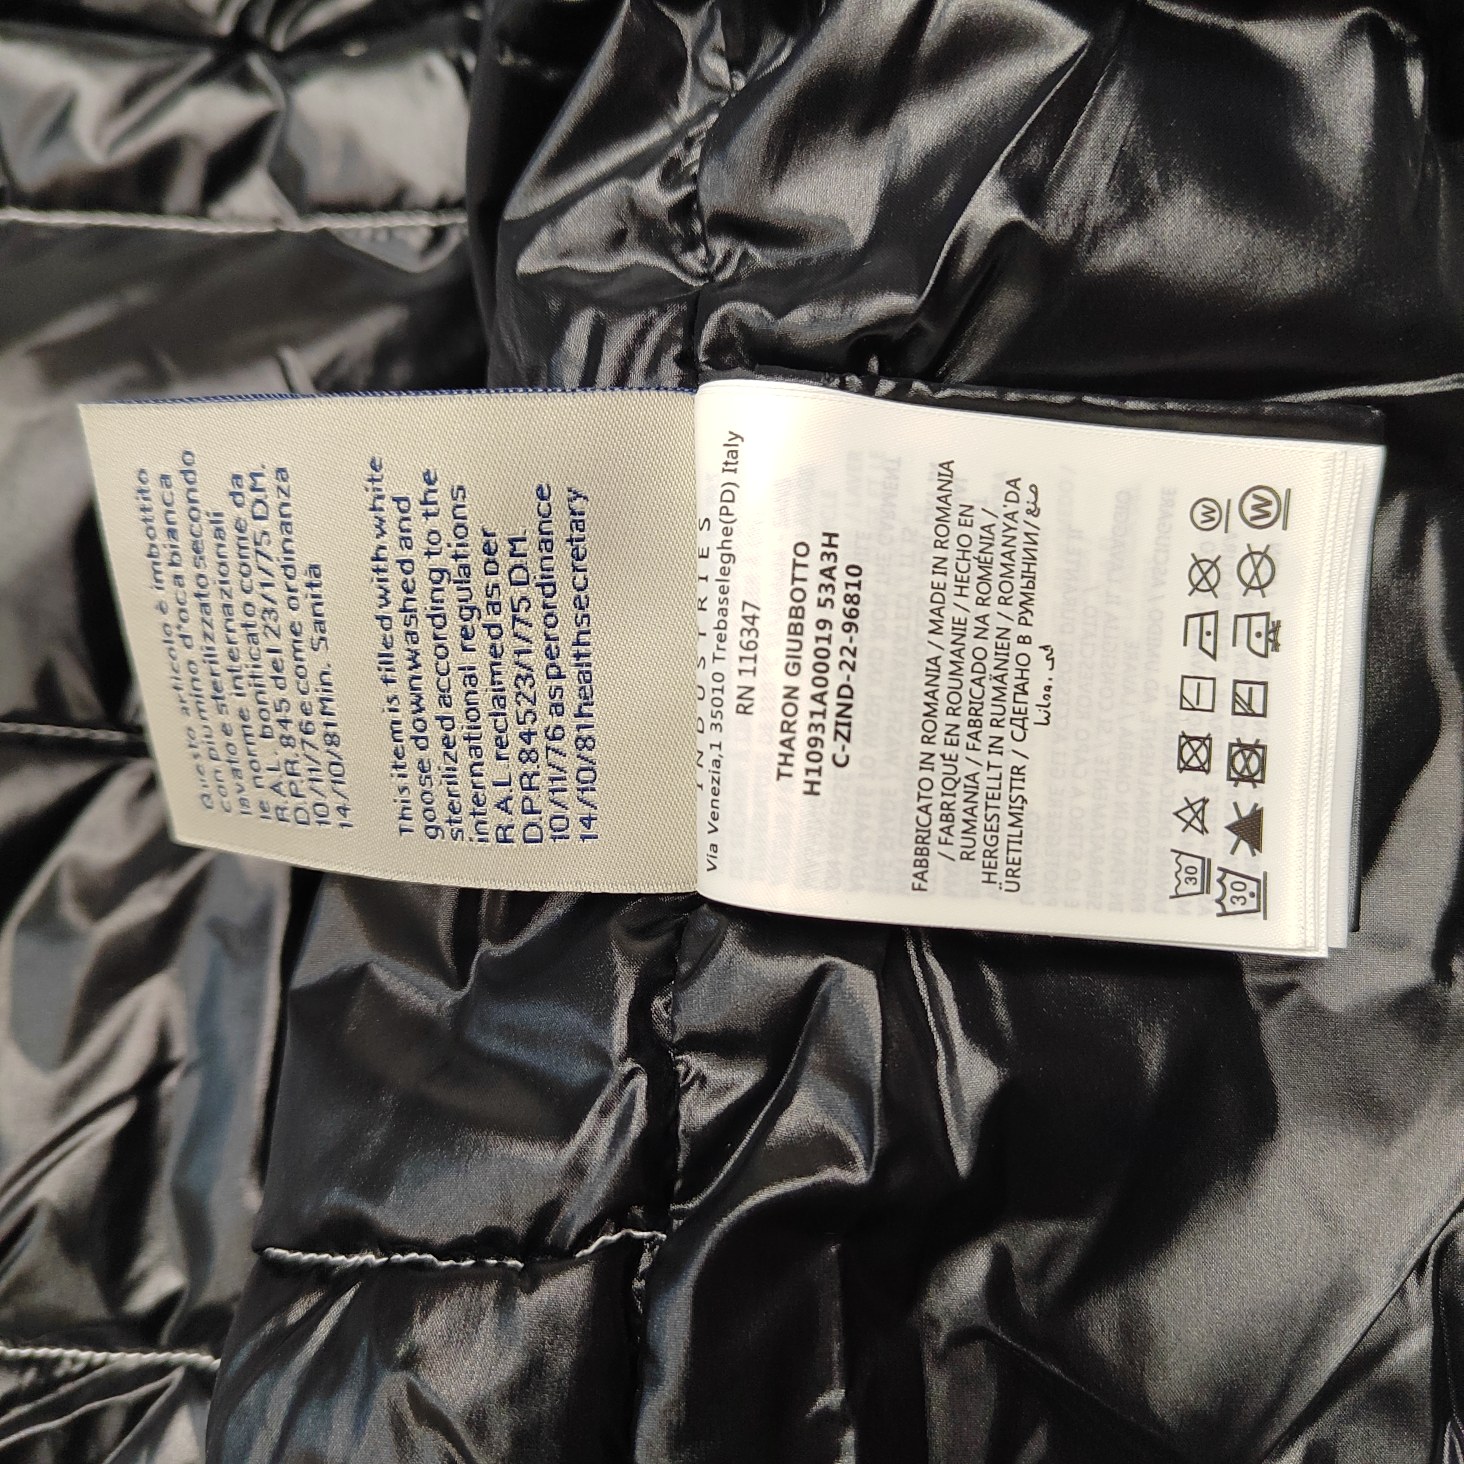 Questo articolo è imbottito
con piumino d'oca bianca
lavato e sterilizzato secondo
le norme internazionali
R.A.L. bonificato come da
D.P.R.845 del 23/1/75 D.M.
10/11/76 e come ordinanza
14/10/81 Min. Sanità
This item is filled with white
goose down washed and
sterilized according to the
international regulations
R.A.L reclaimed as per
D.P.R 845 23/1/75 D.M.
10/11/76 as per ordinance
14/10/81 health secretary
INDUSTRIES
Via Venezia,1 35010 Trebaseleghe(PD) Italy
RN 116347
THARON GIUBBOTTO
H10931A00019 53A3H
C-ZIND-22-96810
FABBRICATO IN ROMANIA / MADE IN ROMANIA
/ FABRIQUÉ EN ROUMANIE / HECHO EN
RUMANIA / FABRICADO NA ROMÉNIA /
HERGESTELLT IN RUMÄNIEN / ROMANYA'DA
ÜRETILMIŞTIR / СДЕЛАНО В РУМЫНИИ /
30
W
30
W